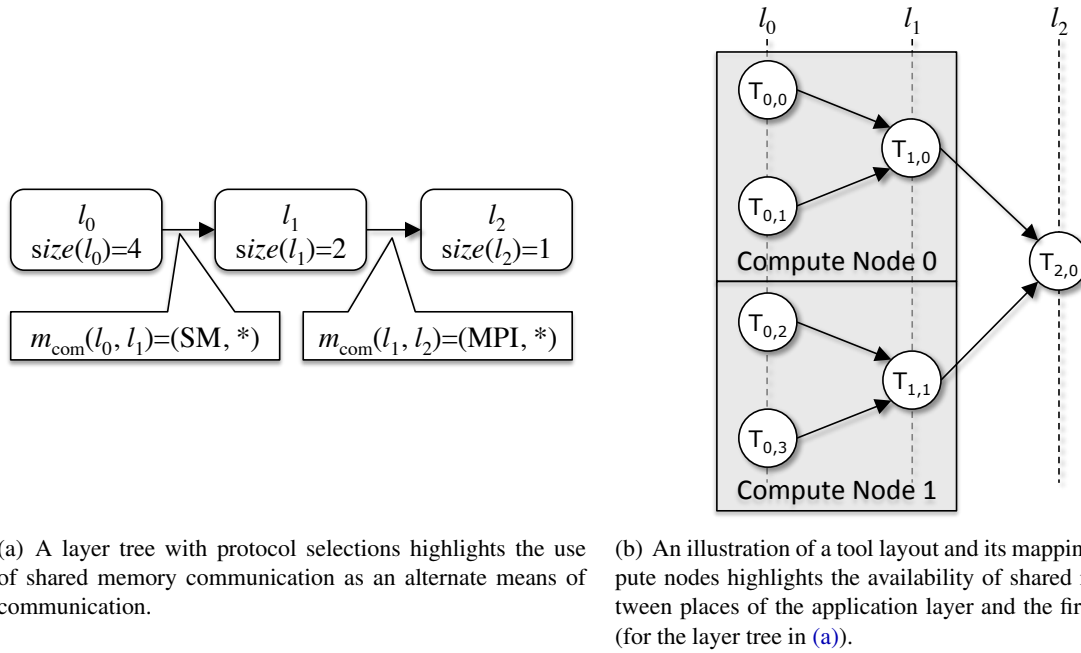 l₀
size(l₀)=4
l₁
size(l₁)=2
l₂
size(l₂)=1
m_com(l₀, l₁)=(SM, *)
m_com(l₁, l₂)=(MPI, *)
l₀
l₁
l₂
T₀,₀
T₁,₀
T₀,₁
Compute Node 0
T₂,₀
T₀,₂
T₁,₁
T₀,₃
Compute Node 1
(a) A layer tree with protocol selections highlights the use
of shared memory communication as an alternate means of
communication.
(b) An illustration of a tool layout and its mappin
pute nodes highlights the availability of shared
tween places of the application layer and the fir
(for the layer tree in (a)).